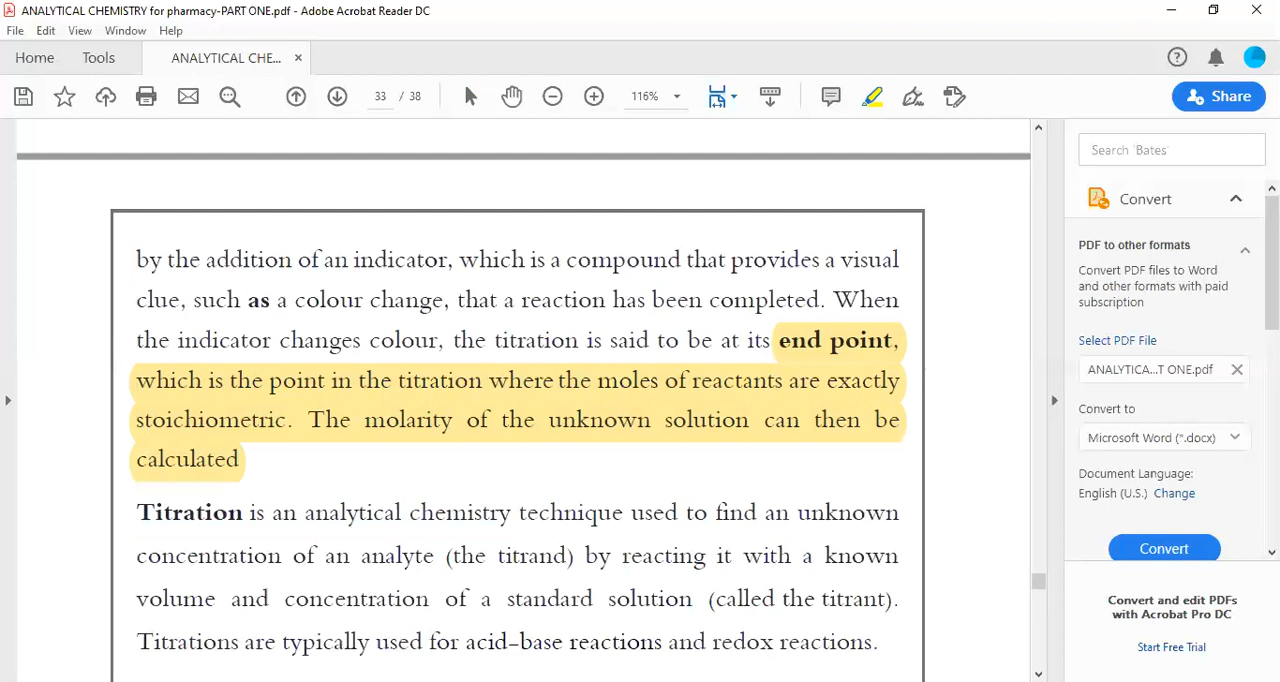 ANALYTICAL CHEMISTRY for pharmacy-PART ONE.pdf - Adobe Acrobat Reader DC
File Edit View Window Help
Home Tools ANALYTICAL CHE...
33 / 38 116% Share
Search 'Bates'
Convert
PDF to other formats
Convert PDF files to Word
and other formats with paid
subscription
Select PDF File
ANALYTICA...T ONE.pdf
Convert to
Microsoft Word (*.docx)
Document Language:
English (U.S.) Change
Convert
Convert and edit PDFs
with Acrobat Pro DC
Start Free Trial
by the addition of an indicator, which is a compound that provides a visual
clue, such as a colour change, that a reaction has been completed. When
the indicator changes colour, the titration is said to be at its end point,
which is the point in the titration where the moles of reactants are exactly
stoichiometric. The molarity of the unknown solution can then be
calculated
Titration is an analytical chemistry technique used to find an unknown
concentration of an analyte (the titrand) by reacting it with a known
volume and concentration of a standard solution (called the titrant).
Titrations are typically used for acid–base reactions and redox reactions.